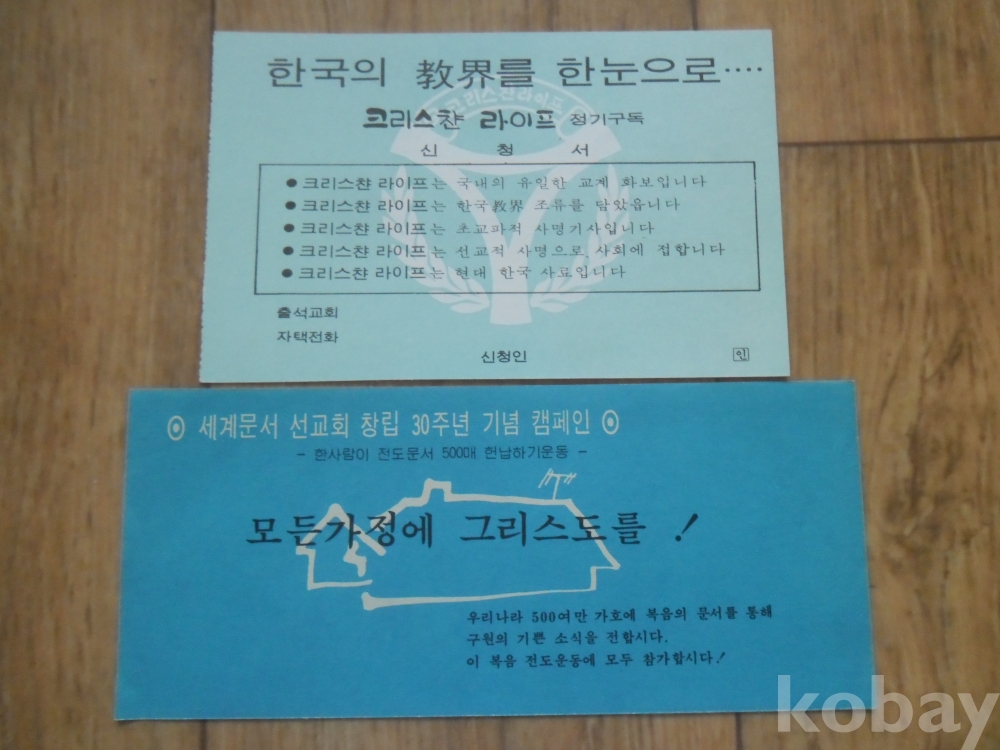 한국의 教界를 한눈으로····
크리스챤라이프
크리스챤 라이프 정기구독
신 청 서
● 크리스챤 라이프는 국내의 유일한 교계 화보입니다
● 크리스챤 라이프는 한국教界 조류를 담았읍니다
● 크리스챤 라이프는 초교파적 사명기사입니다
● 크리스챤 라이프는 선교적 사명으로 사회에 접합니다
● 크리스챤 라이프는 현대 한국 사료입니다
출석교회
자택전화
신청인 인
◎ 세계문서 선교회 창립 30주년 기념 캠페인 ◎
- 한사람이 전도문서 500매 헌납하기운동 -
모든가정에 그리스도를 !
우리나라 500여만 가호에 복음의 문서를 통해
구원의 기쁜 소식을 전합시다.
이 복음 전도운동에 모두 참가합시다!
kobay